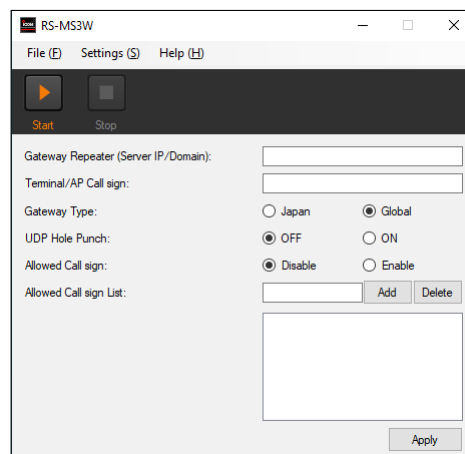 ICOM RS-MS3W
File (F) Settings (S) Help (H)
Start Stop
Gateway Repeater (Server IP/Domain):
Terminal/AP Call sign:
Gateway Type: Japan Global
UDP Hole Punch: OFF ON
Allowed Call sign: Disable Enable
Allowed Call sign List: Add Delete
Apply